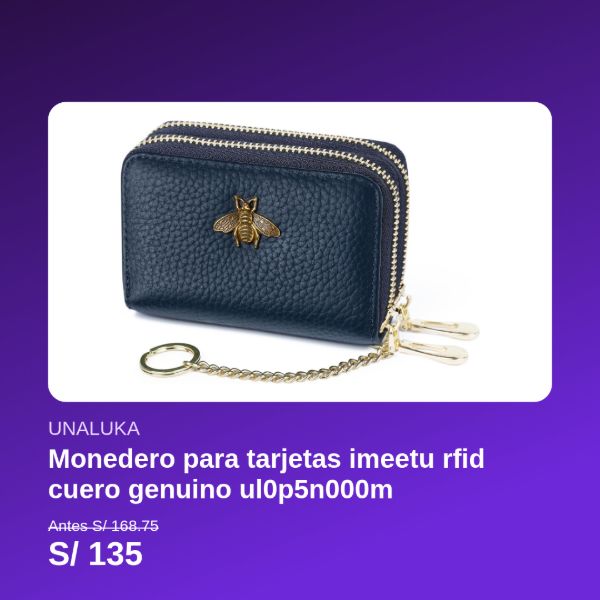 UNALUKA
Monedero para tarjetas imeetu rfid
cuero genuino ul0p5n000m
Antes S/ 168.75
S/ 135